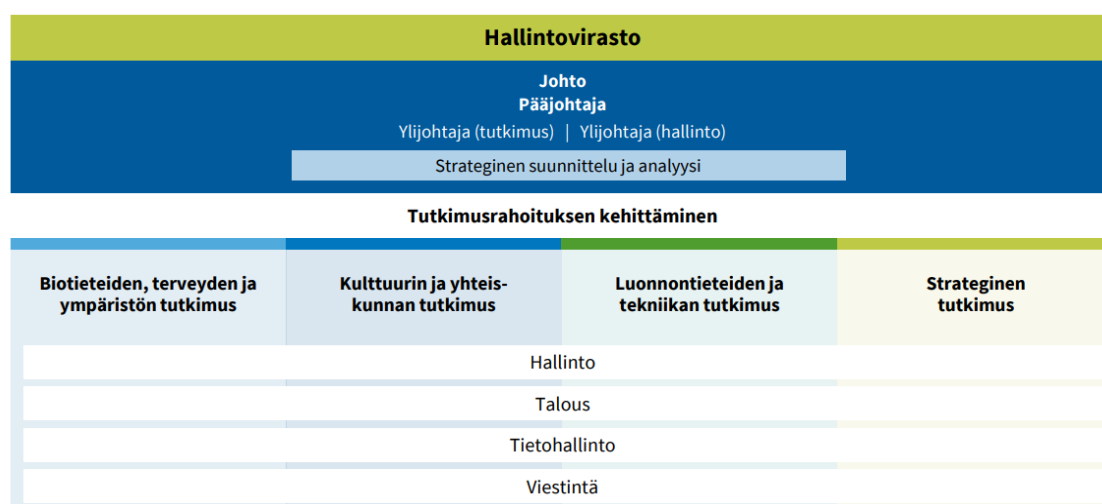 Hallintovirasto
Johto
Pääjohtaja
Ylijohtaja (tutkimus) | Ylijohtaja (hallinto)
Strateginen suunnittelu ja analyysi
Tutkimusrahoituksen kehittäminen
Biotieteiden, terveyden ja
ympäristön tutkimus
Kulttuurin ja yhteis-
kunnan tutkimus
Luonnontieteiden ja
tekniikan tutkimus
Strateginen
tutkimus
Hallinto
Talous
Tietohallinto
Viestintä